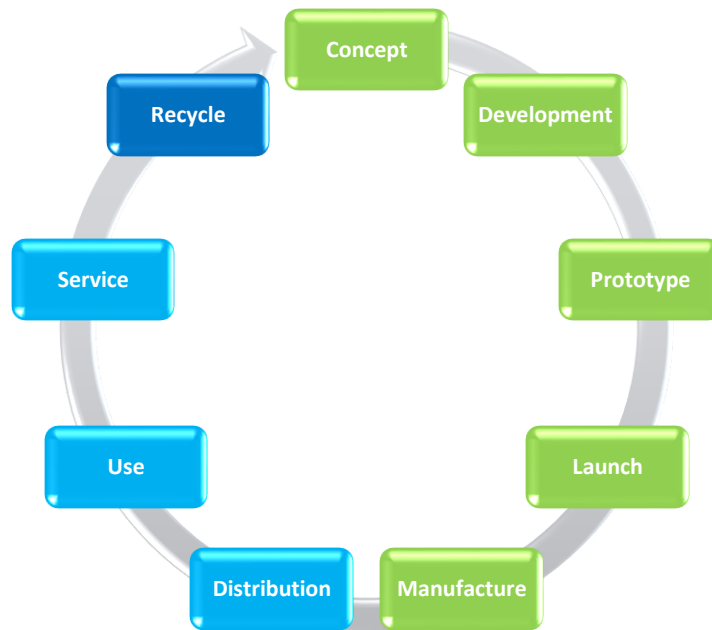 Concept
Development
Prototype
Launch
Manufacture
Distribution
Use
Service
Recycle